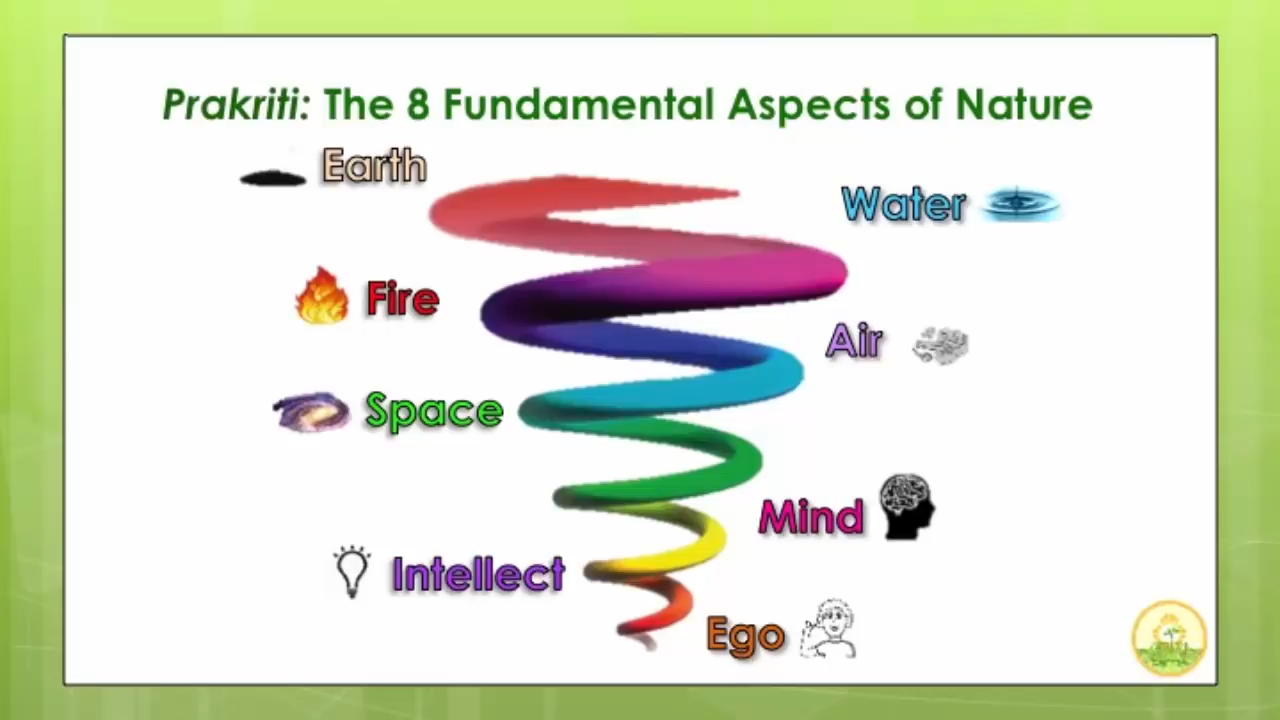 Prakriti: The 8 Fundamental Aspects of Nature
Earth
Water
Fire
Air
Space
Mind
Intellect
Ego